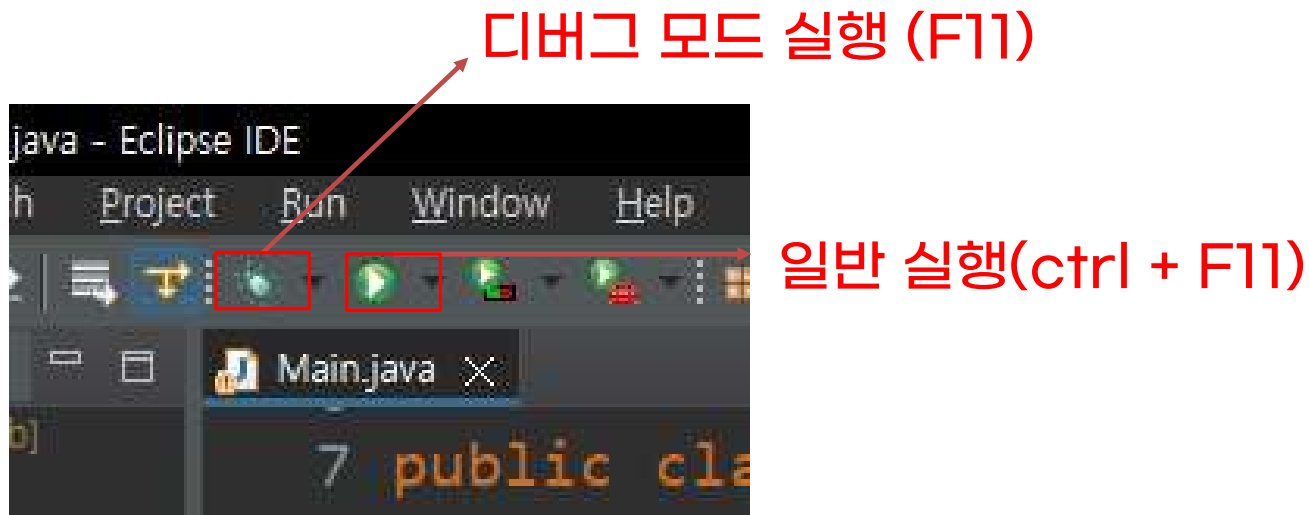 디버그 모드 실행 (F11)
java - Eclipse IDE
h Project Run Window Help
일반 실행(ctrl + F11)
Main.java
b]
7 public cla